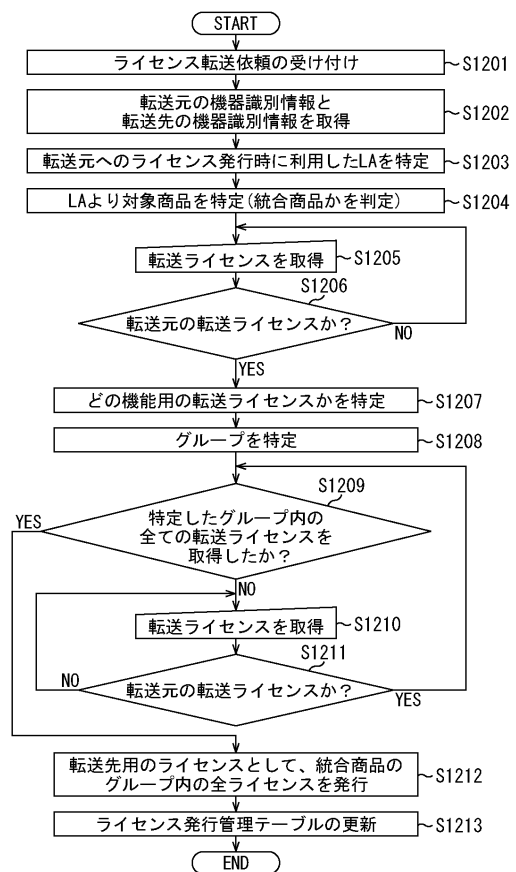 START
ライセンス転送依頼の受け付け
S1201
転送元の機器識別情報と
転送先の機器識別情報を取得
S1202
転送元へのライセンス発行時に利用したLAを特定
S1203
LAより対象商品を特定(統合商品かを判定)
S1204
転送ライセンスを取得
S1205
S1206
転送元の転送ライセンスか?
NO
YES
どの機能用の転送ライセンスかを特定
S1207
グループを特定
S1208
S1209
YES
特定したグループ内の
全ての転送ライセンスを
取得したか?
NO
転送ライセンスを取得
S1210
S1211
NO
転送元の転送ライセンスか?
YES
転送先用のライセンスとして、統合商品の
グループ内の全ライセンスを発行
S1212
ライセンス発行管理テーブルの更新
S1213
END